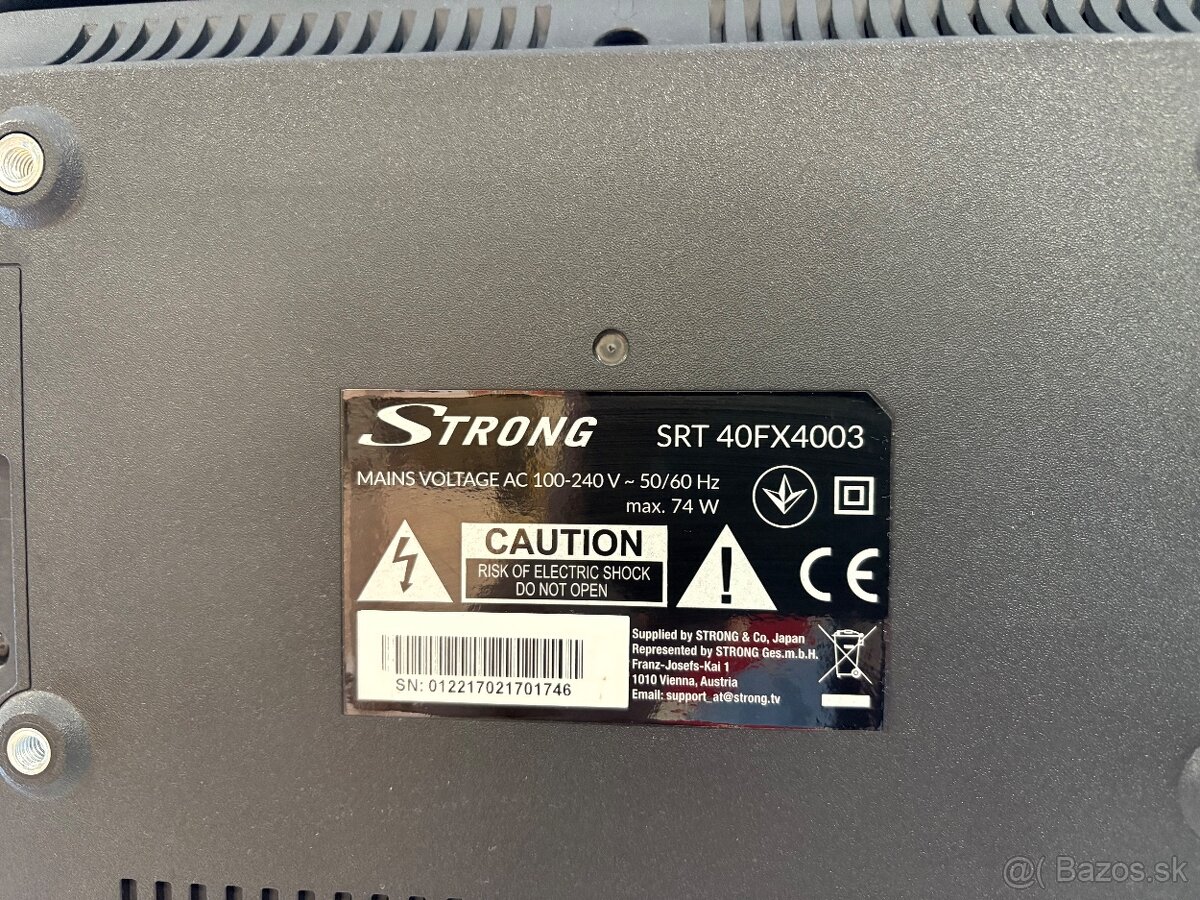 STRONG
SRT 40FX4003
MAINS VOLTAGE AC 100-240 V ~ 50/60 Hz
max. 74 W
CAUTION
RISK OF ELECTRIC SHOCK
DO NOT OPEN
CE
SN: 012217021701746
Supplied by STRONG & Co, Japan
Represented by STRONG Ges.m.b.H.
Franz-Josefs-Kai 1
1010 Vienna, Austria
Email: support_at@strong.tv
@( Bazos.sk